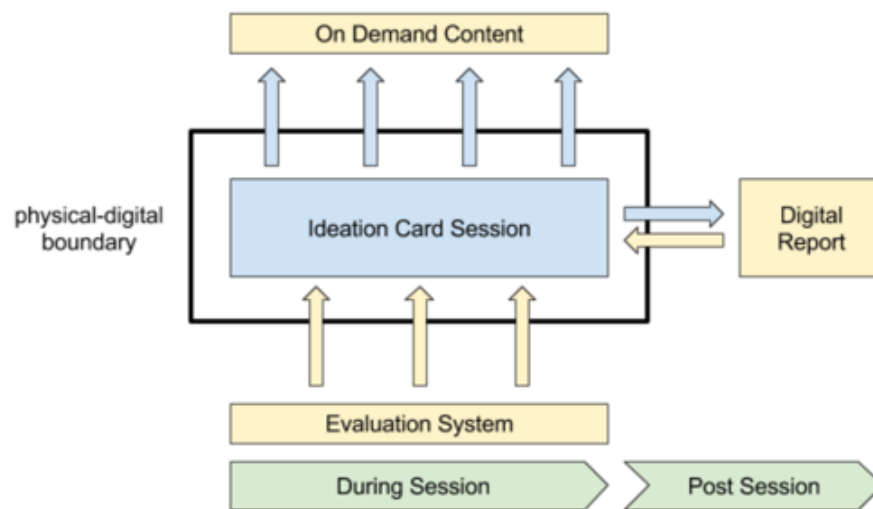 On Demand Content
physical-digital
boundary
Ideation Card Session
Digital
Report
Evaluation System
During Session
Post Session